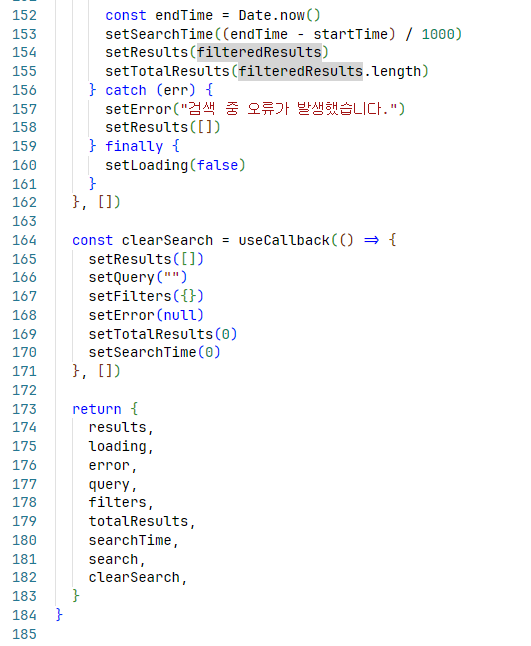 152 const endTime = Date.now()
153 setSearchTime((endTime - startTime) / 1000)
154 setResults(filteredResults)
155 setTotalResults(filteredResults.length)
156 } catch (err) {
157 setError("검색 중 오류가 발생했습니다.")
158 setResults([])
159 } finally {
160 setLoading(false)
161 }
162 }, [])
163
164 const clearSearch = useCallback(() => {
165 setResults([])
166 setQuery("")
167 setFilters({})
168 setError(null)
169 setTotalResults(0)
170 setSearchTime(0)
171 }, [])
172
173 return {
174 results,
175 loading,
176 error,
177 query,
178 filters,
179 totalResults,
180 searchTime,
181 search,
182 clearSearch,
183 }
184 }
185